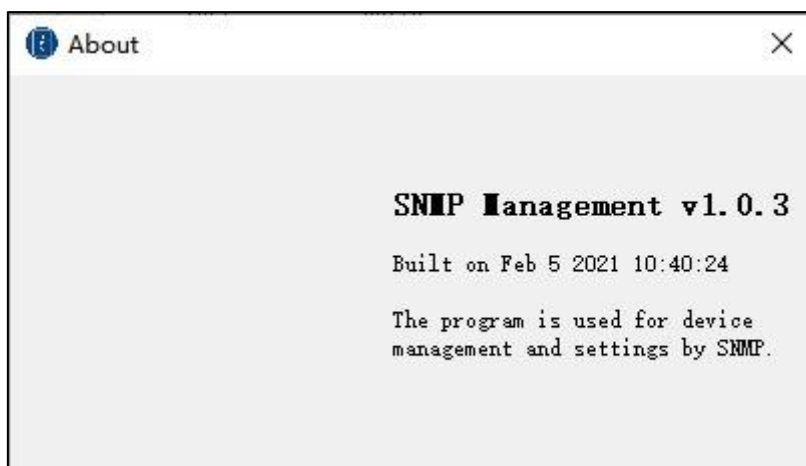 About
SNMP Management v1.0.3
Built on Feb 5 2021 10:40:24
The program is used for device
management and settings by SNMP.